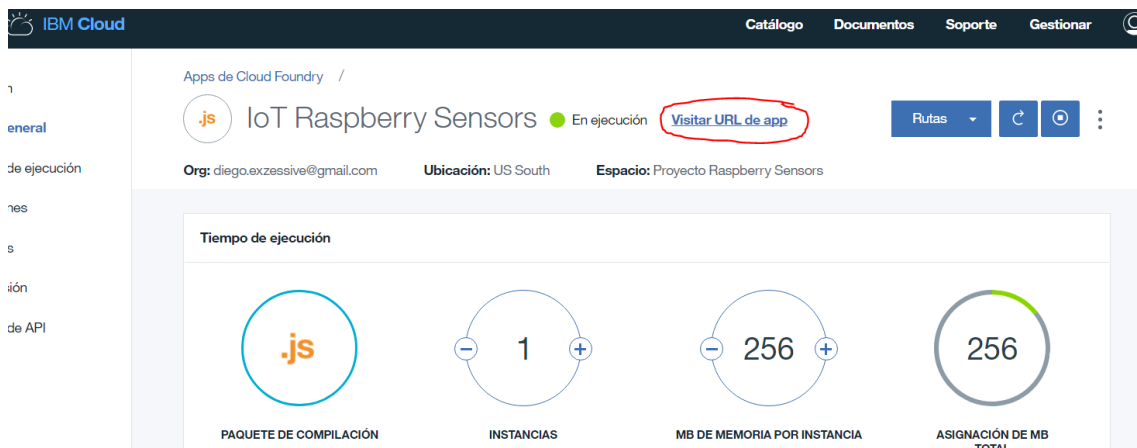 IBM Cloud
Catálogo Documentos Soporte Gestionar
Apps de Cloud Foundry /
.js IoT Raspberry Sensors En ejecución Visitar URL de app Rutas
eneral
de ejecución
Org: diego.exzessive@gmail.com Ubicación: US South Espacio: Proyecto Raspberry Sensors
nes
s
Tiempo de ejecución
sión
de API
.js 1 256 256
PAQUETE DE COMPILACIÓN INSTANCIAS MB DE MEMORIA POR INSTANCIA ASIGNACIÓN DE MB
TOTAL